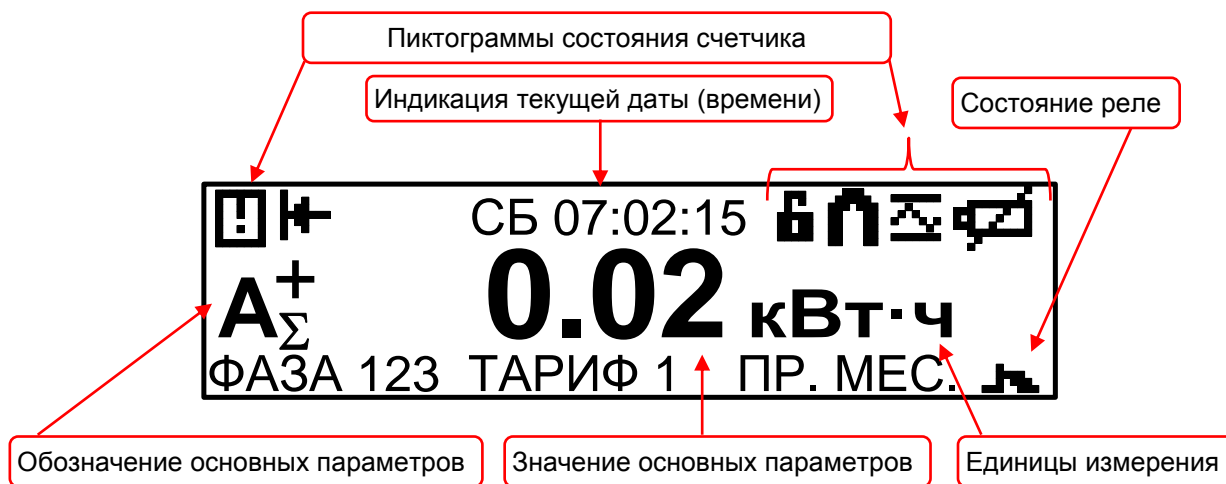 Пиктограммы состояния счетчика
Индикация текущей даты (времени)
Состояние реле
СБ 07:02:15
A+Σ 0.02 кВт·ч
ФАЗА 123 ТАРИФ 1 ПР. МЕС.
Обозначение основных параметров
Значение основных параметров
Единицы измерения